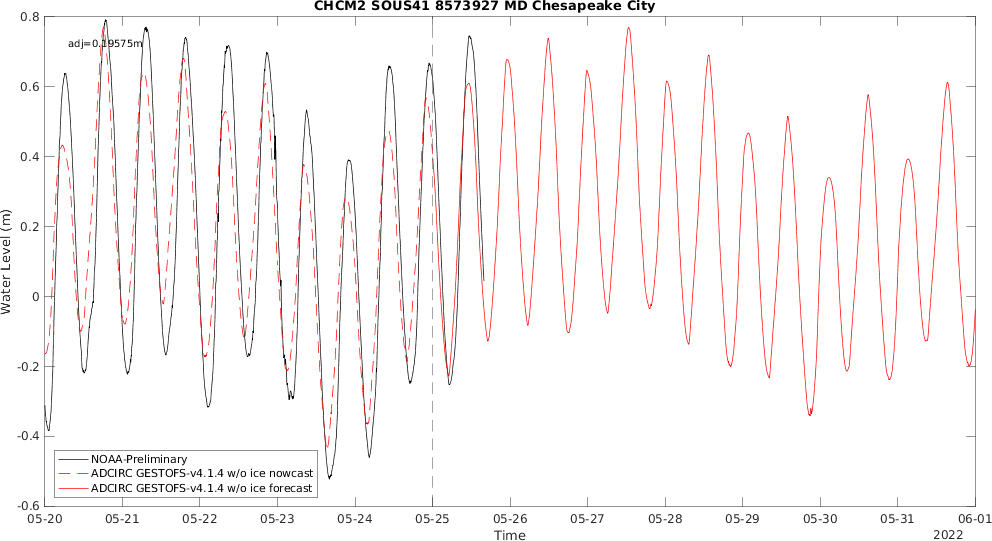 CHCM2 SOUS41 8573927 MD Chesapeake City
adj=0.19575m
0.8
0.6
0.4
0.2
0
-0.2
-0.4
-0.6
Water Level (m)
NOAA-Preliminary
ADCIRC GESTOFS-v4.1.4 w/o ice nowcast
ADCIRC GESTOFS-v4.1.4 w/o ice forecast
05-20 05-21 05-22 05-23 05-24 05-25 05-26 05-27 05-28 05-29 05-30 05-31 06-01
Time
2022